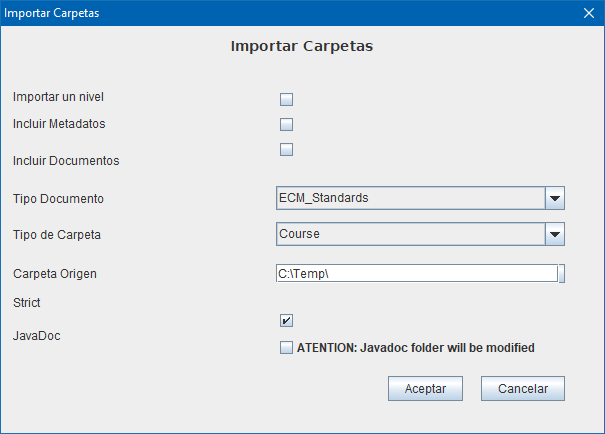 Importar Carpetas
Importar Carpetas
Importar un nivel
Incluir Metadatos
Incluir Documentos
Tipo Documento ECM_Standards
Tipo de Carpeta Course
Carpeta Origen C:\Temp\
Strict
JavaDoc
ATENTION: Javadoc folder will be modified
Aceptar Cancelar